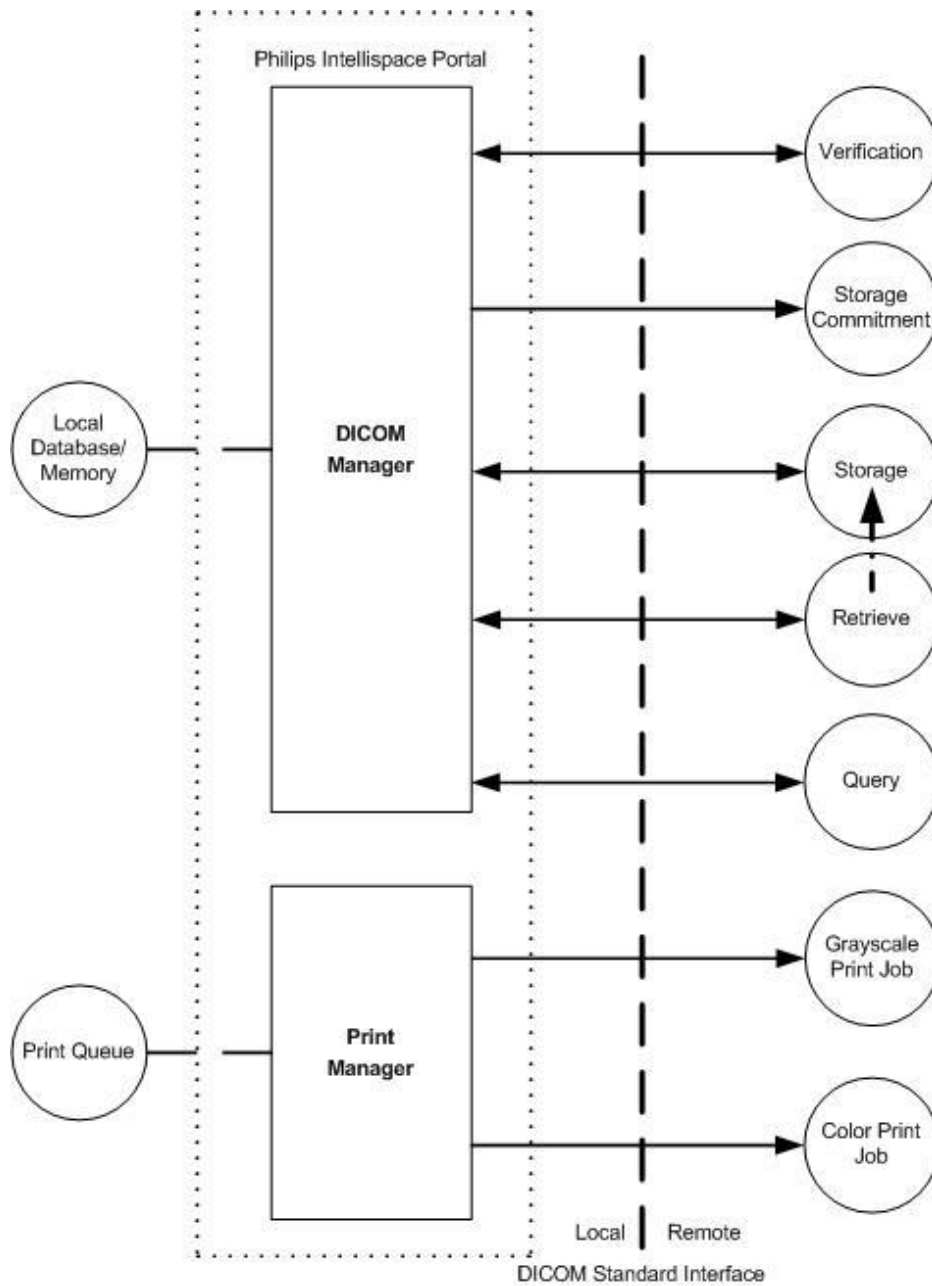 Philips Intellispace Portal
Verification
Storage
Commitment
Local
Database/
Memory
DICOM
Manager
Storage
Retrieve
Query
Grayscale
Print Job
Print Queue
Print
Manager
Color Print
Job
Local
Remote
DICOM Standard Interface